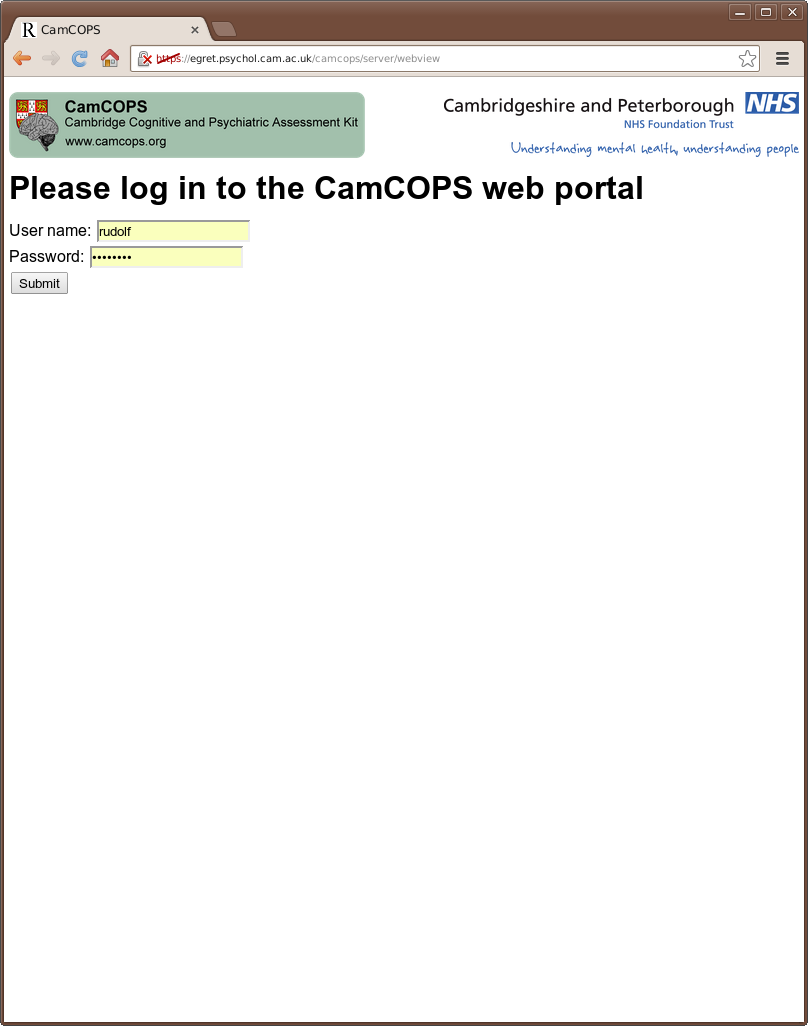 R CamCOPS
https://egret.psychol.cam.ac.uk/camcops/server/webview
CamCOPS
Cambridge Cognitive and Psychiatric Assessment Kit
www.camcops.org
Cambridgeshire and Peterborough NHS
NHS Foundation Trust
Understanding mental health, understanding people
Please log in to the CamCOPS web portal
User name: rudolf
Password: ••••••••
Submit